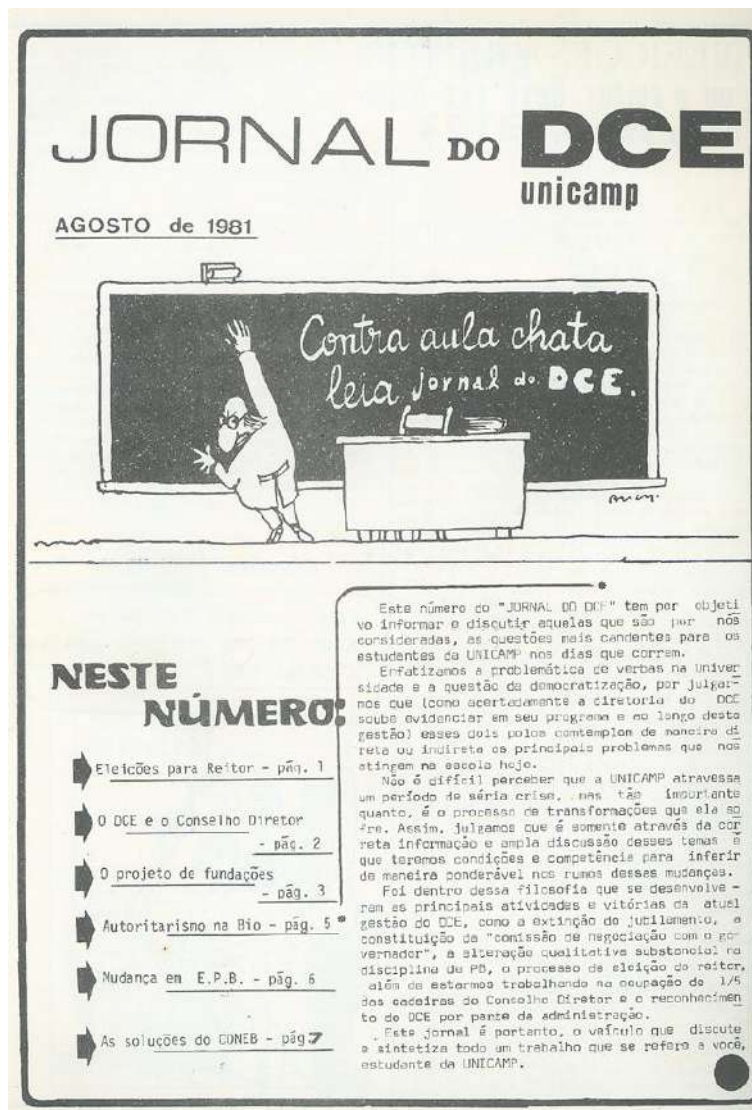 JORNAL DO DCE
unicamp
AGOSTO de 1981
Contra aula chata
leia jornal do DCE.
NESTE
NÚMERO:
Eleições para Reitor - pág. 1
O DCE e o Conselho Diretor
- pág. 2
O projeto de fundações
- pág. 3
Autoritarismo na Bio - pág. 5
Mudança em E.P.B. - pág. 6
As soluções do CONEB - pág. 7
Este número do "JORNAL DO DCE" tem por objeti
vo informar e discutir aquelas que são por nós
consideradas, as questões mais candentes para os
estudantes da UNICAMP nos dias que correm.
Enfatizamos a problemática de verbas na Univer
sidade e a questão da democratização, por julgar-
mos que (como acertadamente a diretoria do DCE
soube evidenciar em seu programa e ao longo desta
gestão) esses dois polos contemplam de maneira di
reta ou indireta os principais problemas que nos
atingem na escola hoje.
Não é difícil perceber que a UNICAMP atravessa
um período de séria crise, mas tão importante
quanto, é o processo de transformações que ela so
fre. Assim, julgamos que é somente através da cor
reta informação e ampla discussão desses temas é
que teremos condições e competência para inferir
de maneira ponderável nos rumos dessas mudanças.
Foi dentro dessa filosofia que se desenvolve -
ram as principais atividades e vitórias da atual
gestão do DCE, como a extinção do jubilamento, a
constituição da "comissão de negociação com o go-
vernador", a alteração qualitativa substancial na
disciplina de PB, o processo de eleição do reitor,
além de estarmos trabalhando na ocupação de 1/5
das cadeiras do Conselho Diretor e o reconhecimen
to do DCE por parte da administração.
Este jornal é portanto, o veículo que discute
e sintetiza todo um trabalho que se refere a você,
estudante da UNICAMP.